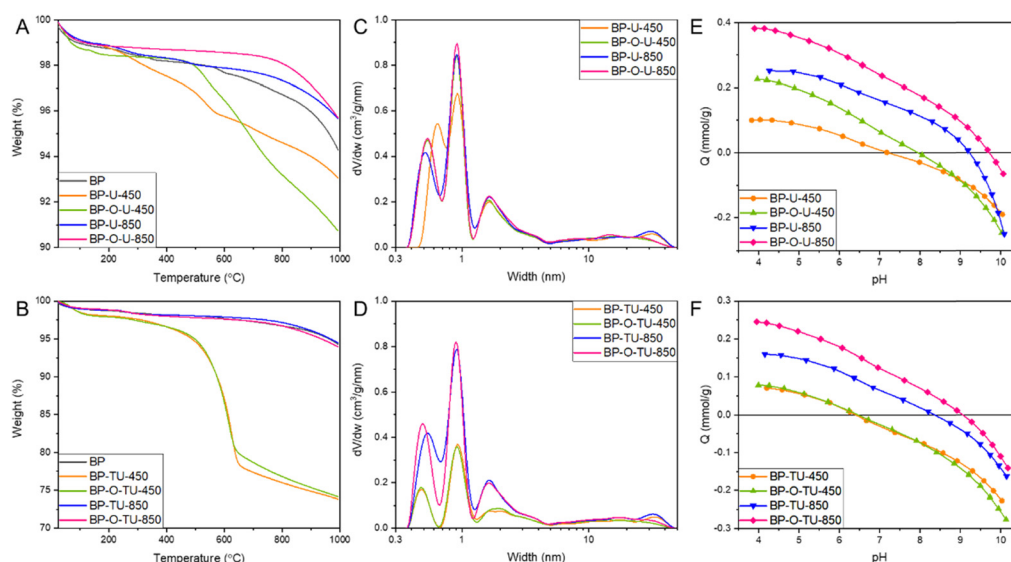 A
100
98
96
94
92
90
Weight (%)
BP
BP-U-450
BP-O-U-450
BP-U-850
BP-O-U-850
200 400 600 800 1000
Temperature (°C)
C
1.0
0.8
0.6
0.4
0.2
0.0
dV/dw (cm³/g/nm)
BP-U-450
BP-O-U-450
BP-U-850
BP-O-U-850
0.3 1 10
Width (nm)
E
0.4
0.2
0.0
0.2
Q (mmol/g)
BP-U-450
BP-O-U-450
BP-U-850
BP-O-U-850
3 4 5 6 7 8 9 10
pH
B
100
95
90
85
80
75
70
Weight (%)
BP
BP-TU-450
BP-O-TU-450
BP-TU-850
BP-O-TU-850
200 400 600 800 1000
Temperature (°C)
D
1.0
0.8
0.6
0.4
0.2
0.0
dV/dw (cm³/g/nm)
BP-TU-450
BP-O-TU-450
BP-TU-850
BP-O-TU-850
0.3 1 10
Width (nm)
F
0.3
0.2
0.1
0.0
-0.1
-0.2
-0.3
Q (mmol/g)
BP-TU-450
BP-O-TU-450
BP-TU-850
BP-O-TU-850
3 4 5 6 7 8 9 10
pH